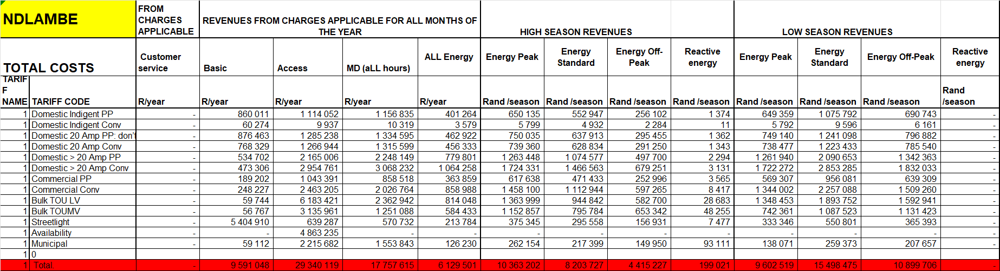 NDLAMBE FROM CHARGES APPLICABLE REVENUES FROM CHARGES APPLICABLE FOR ALL MONTHS OF THE YEAR HIGH SEASON REVENUES LOW SEASON REVENUES
TOTAL COSTS Customer service Basic Access MD (aLL hours) ALL Energy Energy Peak Energy Standard Energy Off-Peak Reactive energy Energy Peak Energy Standard Energy Off-Peak Reactive energy
TARIFF NAME TARIFF CODE R/year R/year R/year R/year R/year Rand /season Rand /season Rand /season Rand /season Rand /season Rand /season Rand /season Rand /season
1 Domestic Indigent PP - 860 011 1 114 052 1 156 835 401 264 650 135 552 947 256 102 1 374 649 359 1 075 792 690 743 -
1 Domestic Indigent Conv - 60 274 9 937 10 319 3 579 5 799 4 932 2 284 11 5 792 9 596 6 161 -
1 Domestic 20 Amp PP: don't - 876 463 1 285 238 1 334 595 462 922 750 035 637 913 295 455 1 362 749 140 1 241 098 796 882 -
1 Domestic 20 Amp Conv - 768 329 1 266 944 1 315 599 456 333 739 360 628 834 291 250 1 343 738 477 1 223 433 785 540 -
1 Domestic > 20 Amp PP - 534 702 2 165 006 2 248 149 779 801 1 263 448 1 074 577 497 700 2 294 1 261 940 2 090 653 1 342 363 -
1 Domestic > 20 Amp Conv - 473 306 2 954 761 3 068 232 1 064 258 1 724 331 1 466 563 679 251 3 131 1 722 272 2 853 285 1 832 033 -
1 Commercial PP - 189 202 1 043 391 858 518 363 859 617 638 471 433 252 996 3 565 569 307 956 081 639 309 -
1 Commercial Conv - 248 227 2 463 205 2 026 764 858 988 1 458 100 1 112 944 597 265 8 417 1 344 002 2 257 088 1 509 260 -
1 Bulk TOU LV - 59 744 6 183 421 2 362 942 814 048 1 363 999 944 842 582 700 28 683 1 348 453 1 893 752 1 592 941 -
1 Bulk TOUMV - 56 767 3 135 961 1 251 088 584 433 1 152 857 795 784 653 342 48 255 742 361 1 087 523 1 131 423 -
1 Streetlight - 5 404 910 639 287 570 732 213 784 375 345 295 558 156 931 7 477 333 346 550 801 365 393 -
1 Availability - - 4 863 235 - - - - - - - - - -
1 Municipal - 59 112 2 215 682 1 553 843 126 230 262 154 217 399 149 950 93 111 138 071 259 373 207 657 -
1 0
1 Total. - 9 591 048 29 340 119 17 757 615 6 129 501 10 363 202 8 203 727 4 415 227 199 021 9 602 519 15 498 475 10 899 706